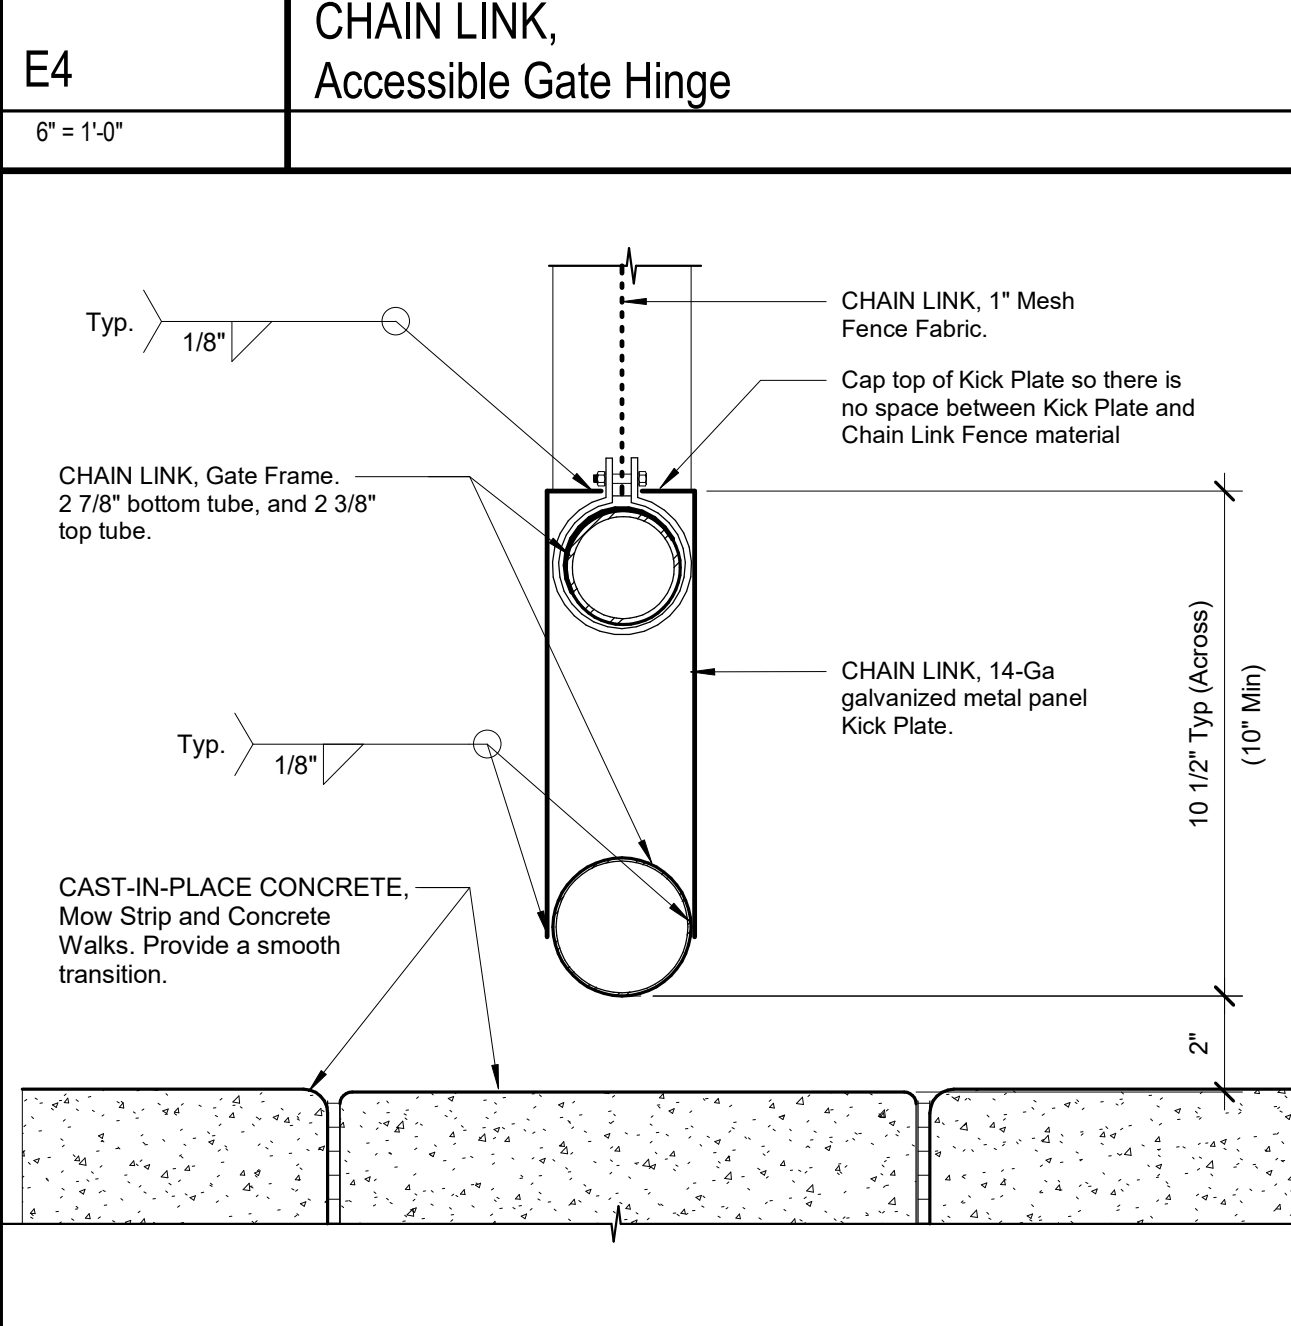 CHAIN LINK,
E4
Accessible Gate Hinge
6" = 1'-0"
Typ.
1/8"
CHAIN LINK, 1" Mesh
Fence Fabric.
Cap top of Kick Plate so there is
no space between Kick Plate and
Chain Link Fence material
CHAIN LINK, Gate Frame.
2 7/8" bottom tube, and 2 3/8"
top tube.
CHAIN LINK, 14-Ga
galvanized metal panel
Kick Plate.
10 1/2" Typ (Across)
(10" Min)
Typ.
1/8"
CAST-IN-PLACE CONCRETE,
Mow Strip and Concrete
Walks. Provide a smooth
transition.
2"